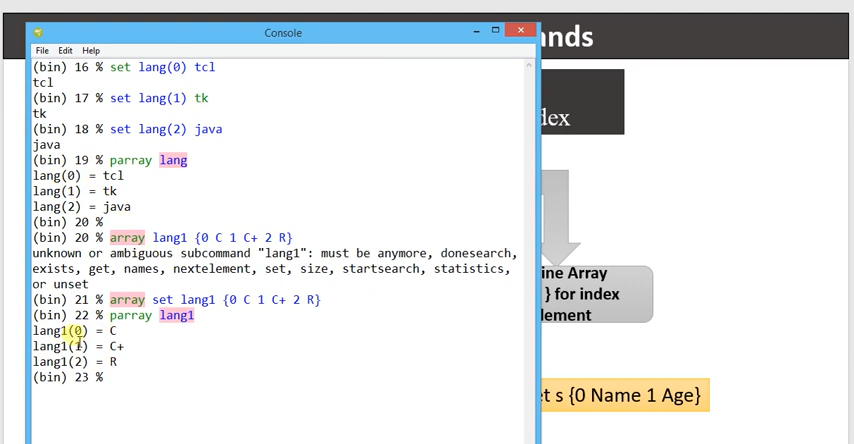 Console
File Edit Help
(bin) 16 % set lang(0) tcl
tcl
(bin) 17 % set lang(1) tk
tk
(bin) 18 % set lang(2) java
java
(bin) 19 % parray lang
lang(0) = tcl
lang(1) = tk
lang(2) = java
(bin) 20 %
(bin) 20 % array lang1 {0 C 1 C+ 2 R}
unknown or ambiguous subcommand "lang1": must be anymore, donesearch,
exists, get, names, nextelement, set, size, startsearch, statistics,
or unset
(bin) 21 % array set lang1 {0 C 1 C+ 2 R}
(bin) 22 % parray lang1
lang1(0) = C
lang1(1) = C+
lang1(2) = R
(bin) 23 %
ands
dex
ine Array
} for index
lement
et s {0 Name 1 Age}